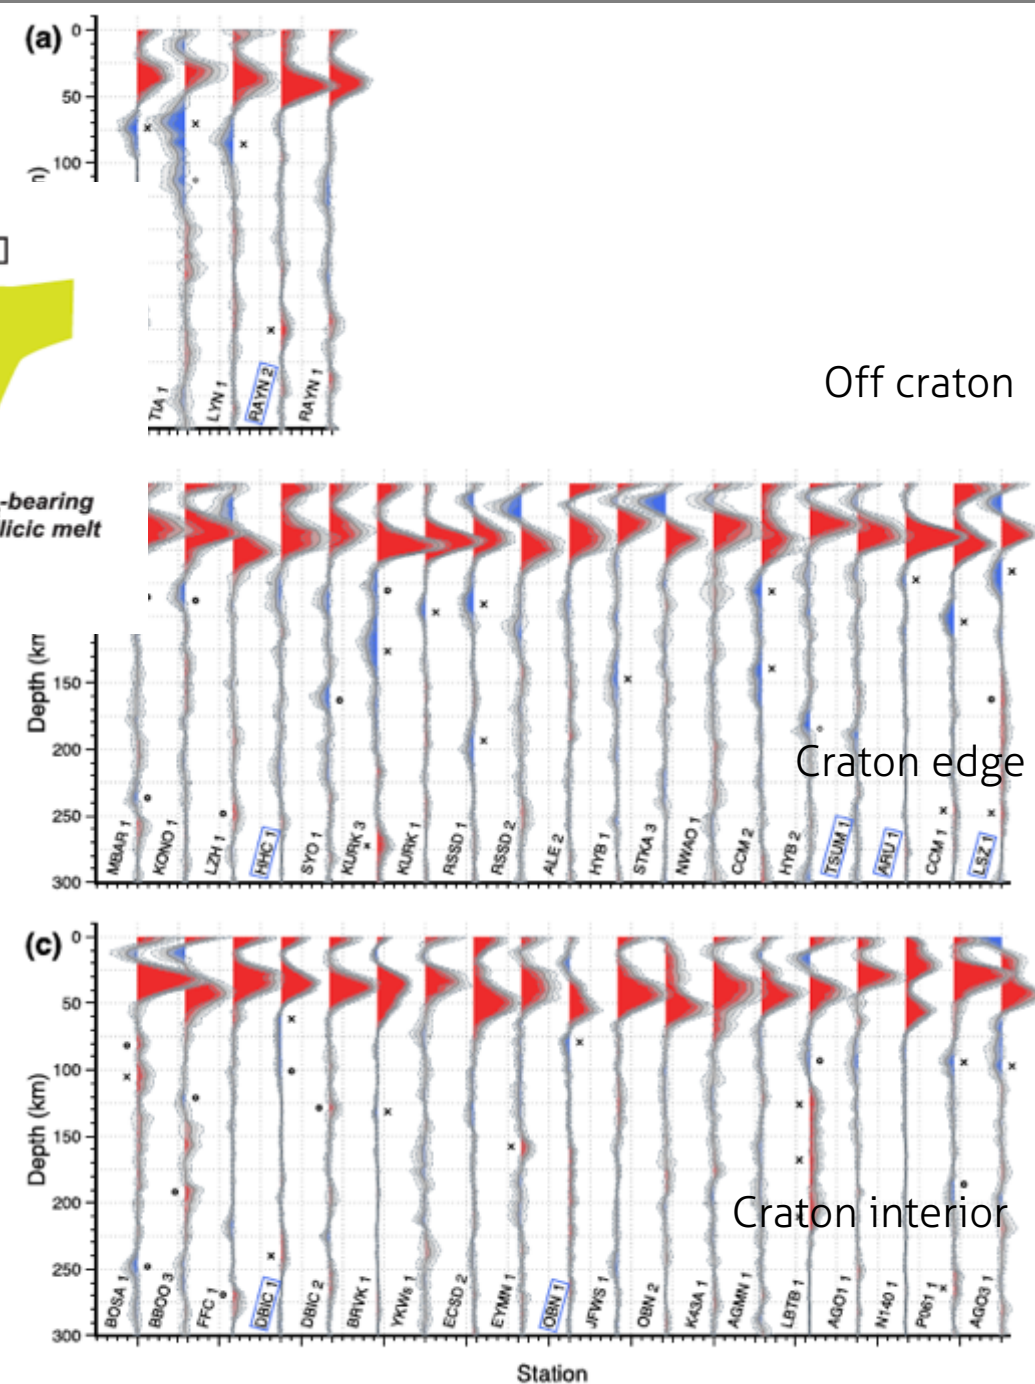 (a)
0
50
100
TIA 1
LYN 1
RAYN 2
RAYN 1
Off craton
-bearing
licic melt
Depth (km
150
200
250
300
MBAR 1
KONO 1
LZH 1
HHC 1
SYO 1
KURK 3
KURK 1
RSSD 1
RSSD 2
ALE 2
HYB 1
STKA 3
NWAO 1
CCM 2
HYB 2
TSUM 1
ARU 1
CCM 1
LSZ 1
Craton edge
(c)
0
50
100
150
200
250
300
Depth (km)
BOSA 1
BBOO 3
FFC 1
DBIC 1
DBIC 2
BRVK 1
YKW3 1
ECSD 2
EYMN 1
OBN 1
JFWS 1
OBN 2
K43A 1
AGMN 1
LBTB 1
AGO1 1
N140 1
P061 1
AGO3 1
Craton interior
Station